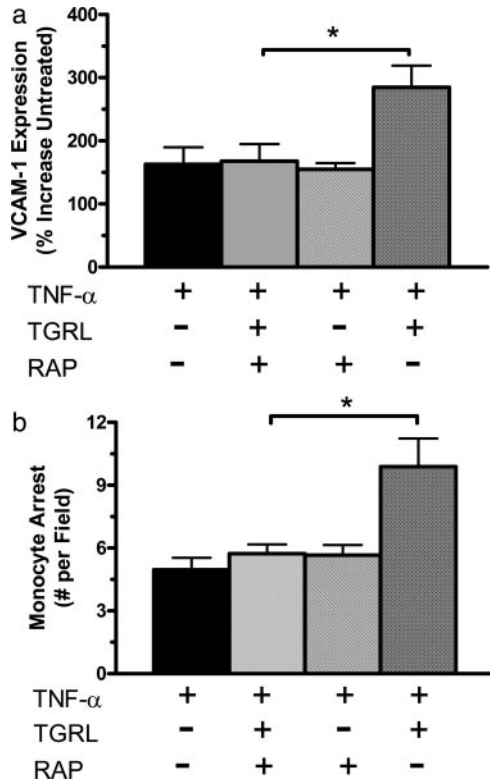 a
VCAM-1 Expression
(% Increase Untreated)
400
300
200
100
0
*
TNF-α + + + +
TGRL - + - +
RAP - + + -
b
Monocyte Arrest
(# per Field)
12
9
6
3
0
*
TNF-α + + + +
TGRL - + - +
RAP - + + -